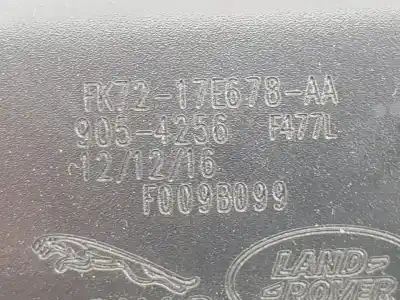 FK72-17E678-AA
905-4256 F477L
12/12/16
F009B099
LAND
ROVER